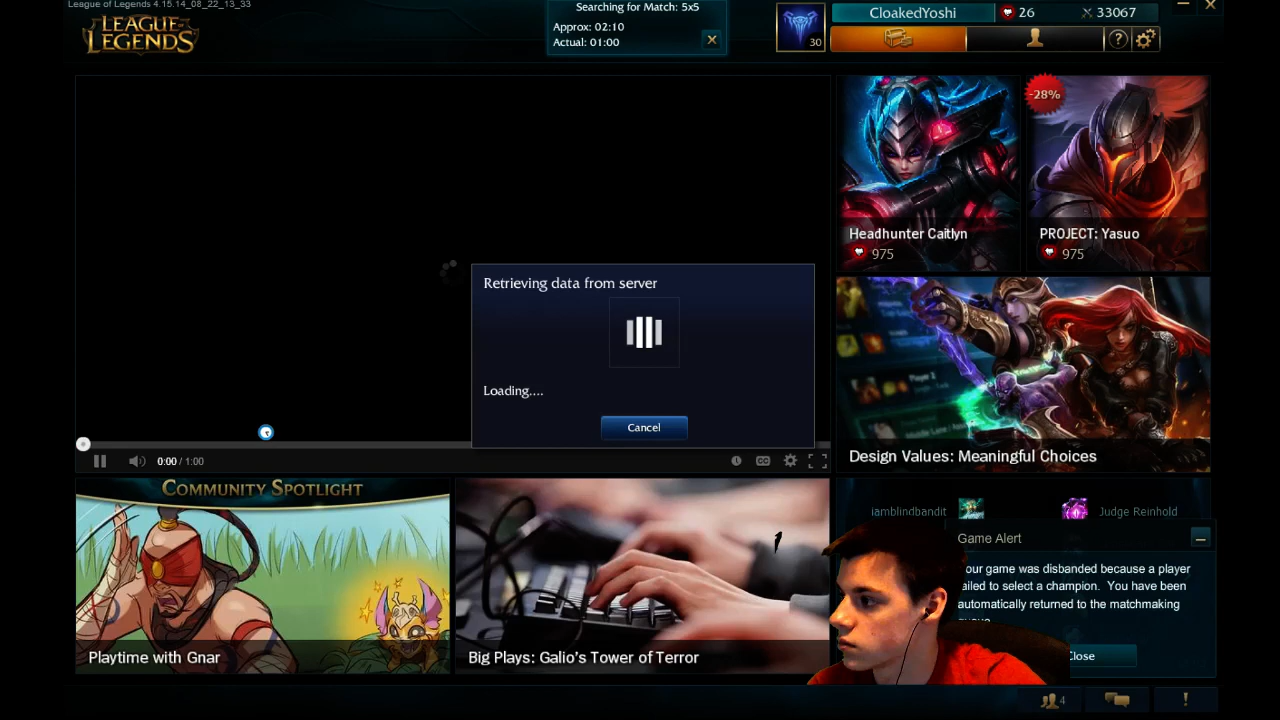 League of Legends 4.15.14_08_22_13_33
LEAGUE
OF
LEGENDS
Searching for Match: 5x5
Approx: 02:10
Actual: 01:00
30
CloakedYoshi
26
33067
?
-28%
Headhunter Caitlyn
975
PROJECT: Yasuo
975
Retrieving data from server
Loading....
Cancel
0:00 / 1:00
CC
Design Values: Meaningful Choices
COMMUNITY SPOTLIGHT
Playtime with Gnar
Big Plays: Galio's Tower of Terror
iamblindbandit
Judge Reinhold
Game Alert
our game was disbanded because a player
ailed to select a champion. You have been
automatically returned to the matchmaking
Close
4
!